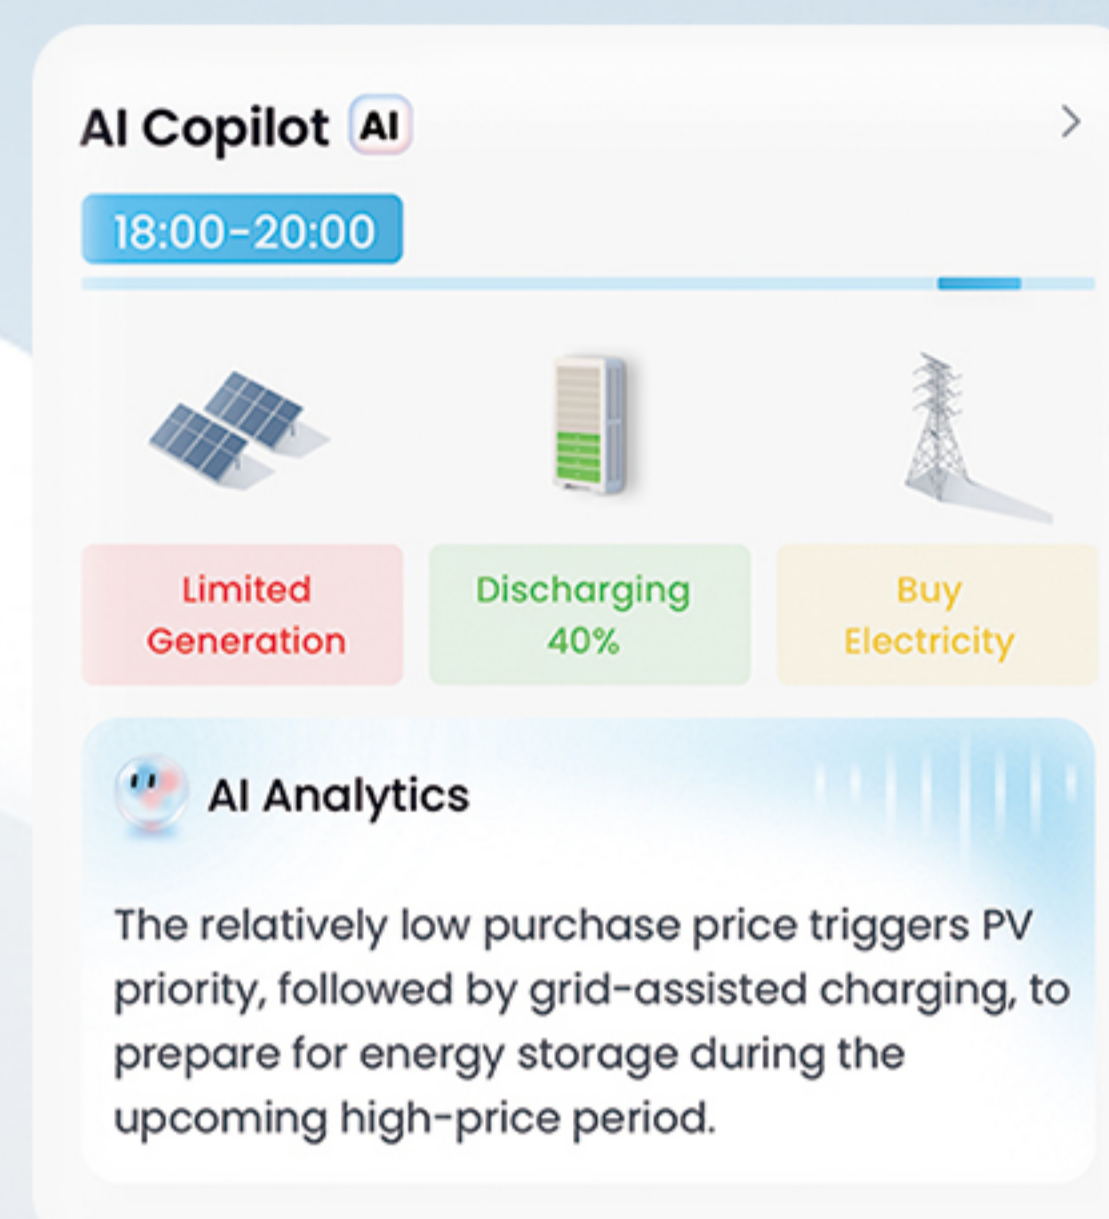 AI Copilot AI
18:00-20:00
Limited
Generation
Discharging
40%
Buy
Electricity
AI Analytics
The relatively low purchase price triggers PV
priority, followed by grid-assisted charging, to
prepare for energy storage during the
upcoming high-price period.